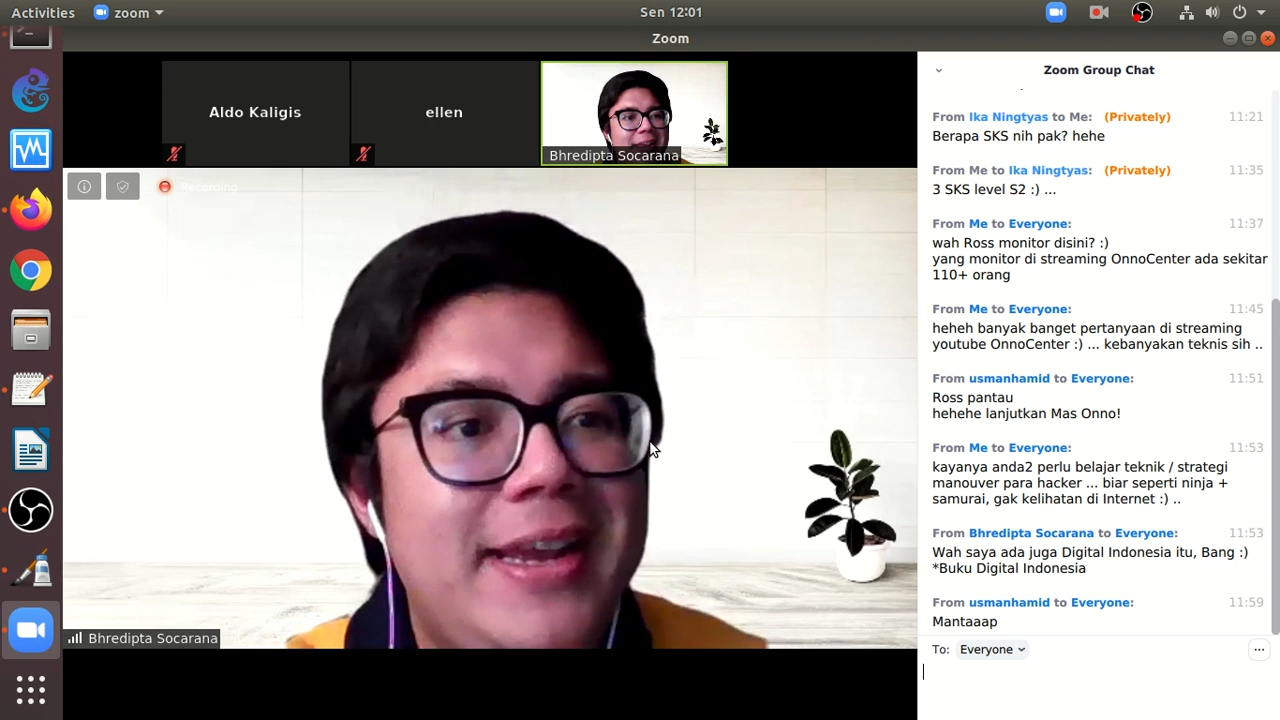 Activities
zoom
Sen 12:01
Zoom
Aldo Kaligis
ellen
Bhredipta Socarana
Recording
Bhredipta Socarana
Zoom Group Chat
From Ika Ningtyas to Me: (Privately) 11:21
Berapa SKS nih pak? hehe
From Me to Ika Ningtyas: (Privately) 11:35
3 SKS level S2 :) ...
From Me to Everyone: 11:37
wah Ross monitor disini? :)
yang monitor di streaming OnnoCenter ada sekitar
110+ orang
From Me to Everyone: 11:45
heheh banyak banget pertanyaan di streaming
youtube OnnoCenter :) ... kebanyakan teknis sih ..
From usmanhamid to Everyone: 11:51
Ross pantau
hehehe lanjutkan Mas Onno!
From Me to Everyone: 11:53
kayanya anda2 perlu belajar teknik / strategi
manouver para hacker ... biar seperti ninja +
samurai, gak kelihatan di Internet :) ..
From Bhredipta Socarana to Everyone: 11:53
Wah saya ada juga Digital Indonesia itu, Bang :)
*Buku Digital Indonesia
From usmanhamid to Everyone: 11:59
Mantaaap
To: Everyone